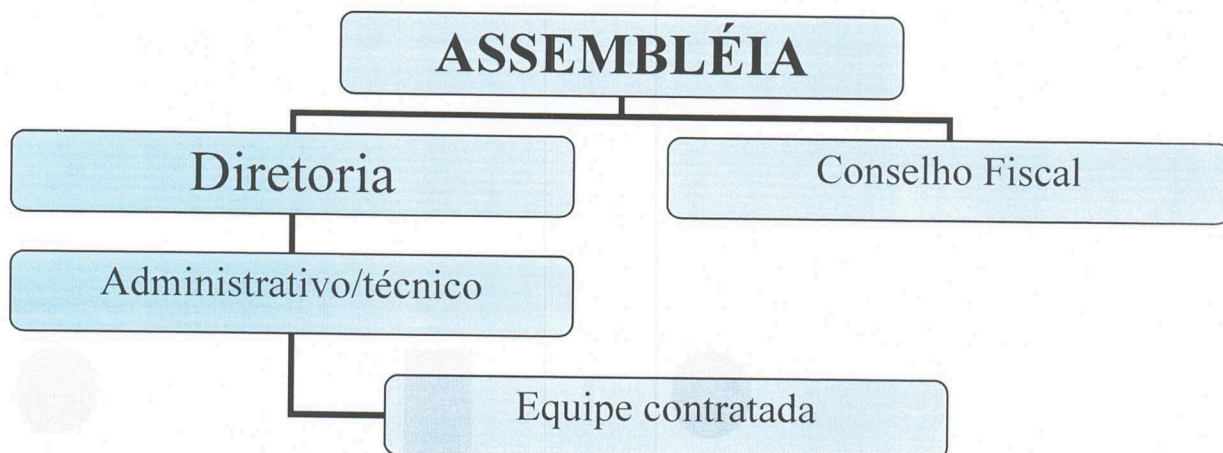 ASSEMBLÉIA
Diretoria
Conselho Fiscal
Administrativo/técnico
Equipe contratada